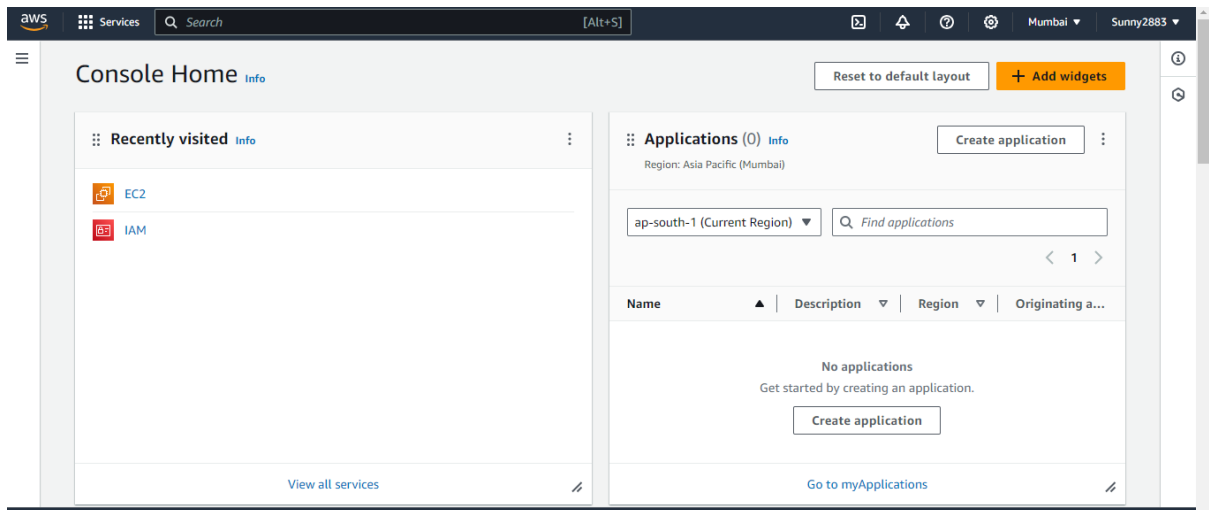 aws Services Search [Alt+S] Mumbai ▼ Sunny2883 ▼
Console Home Info
Reset to default layout
+ Add widgets
Recently visited Info
EC2
IAM
View all services
Applications (0) Info
Create application
Region: Asia Pacific (Mumbai)
ap-south-1 (Current Region) ▼ Find applications
< 1 >
Name ▲ Description ▽ Region ▽ Originating a...
No applications
Get started by creating an application.
Create application
Go to myApplications